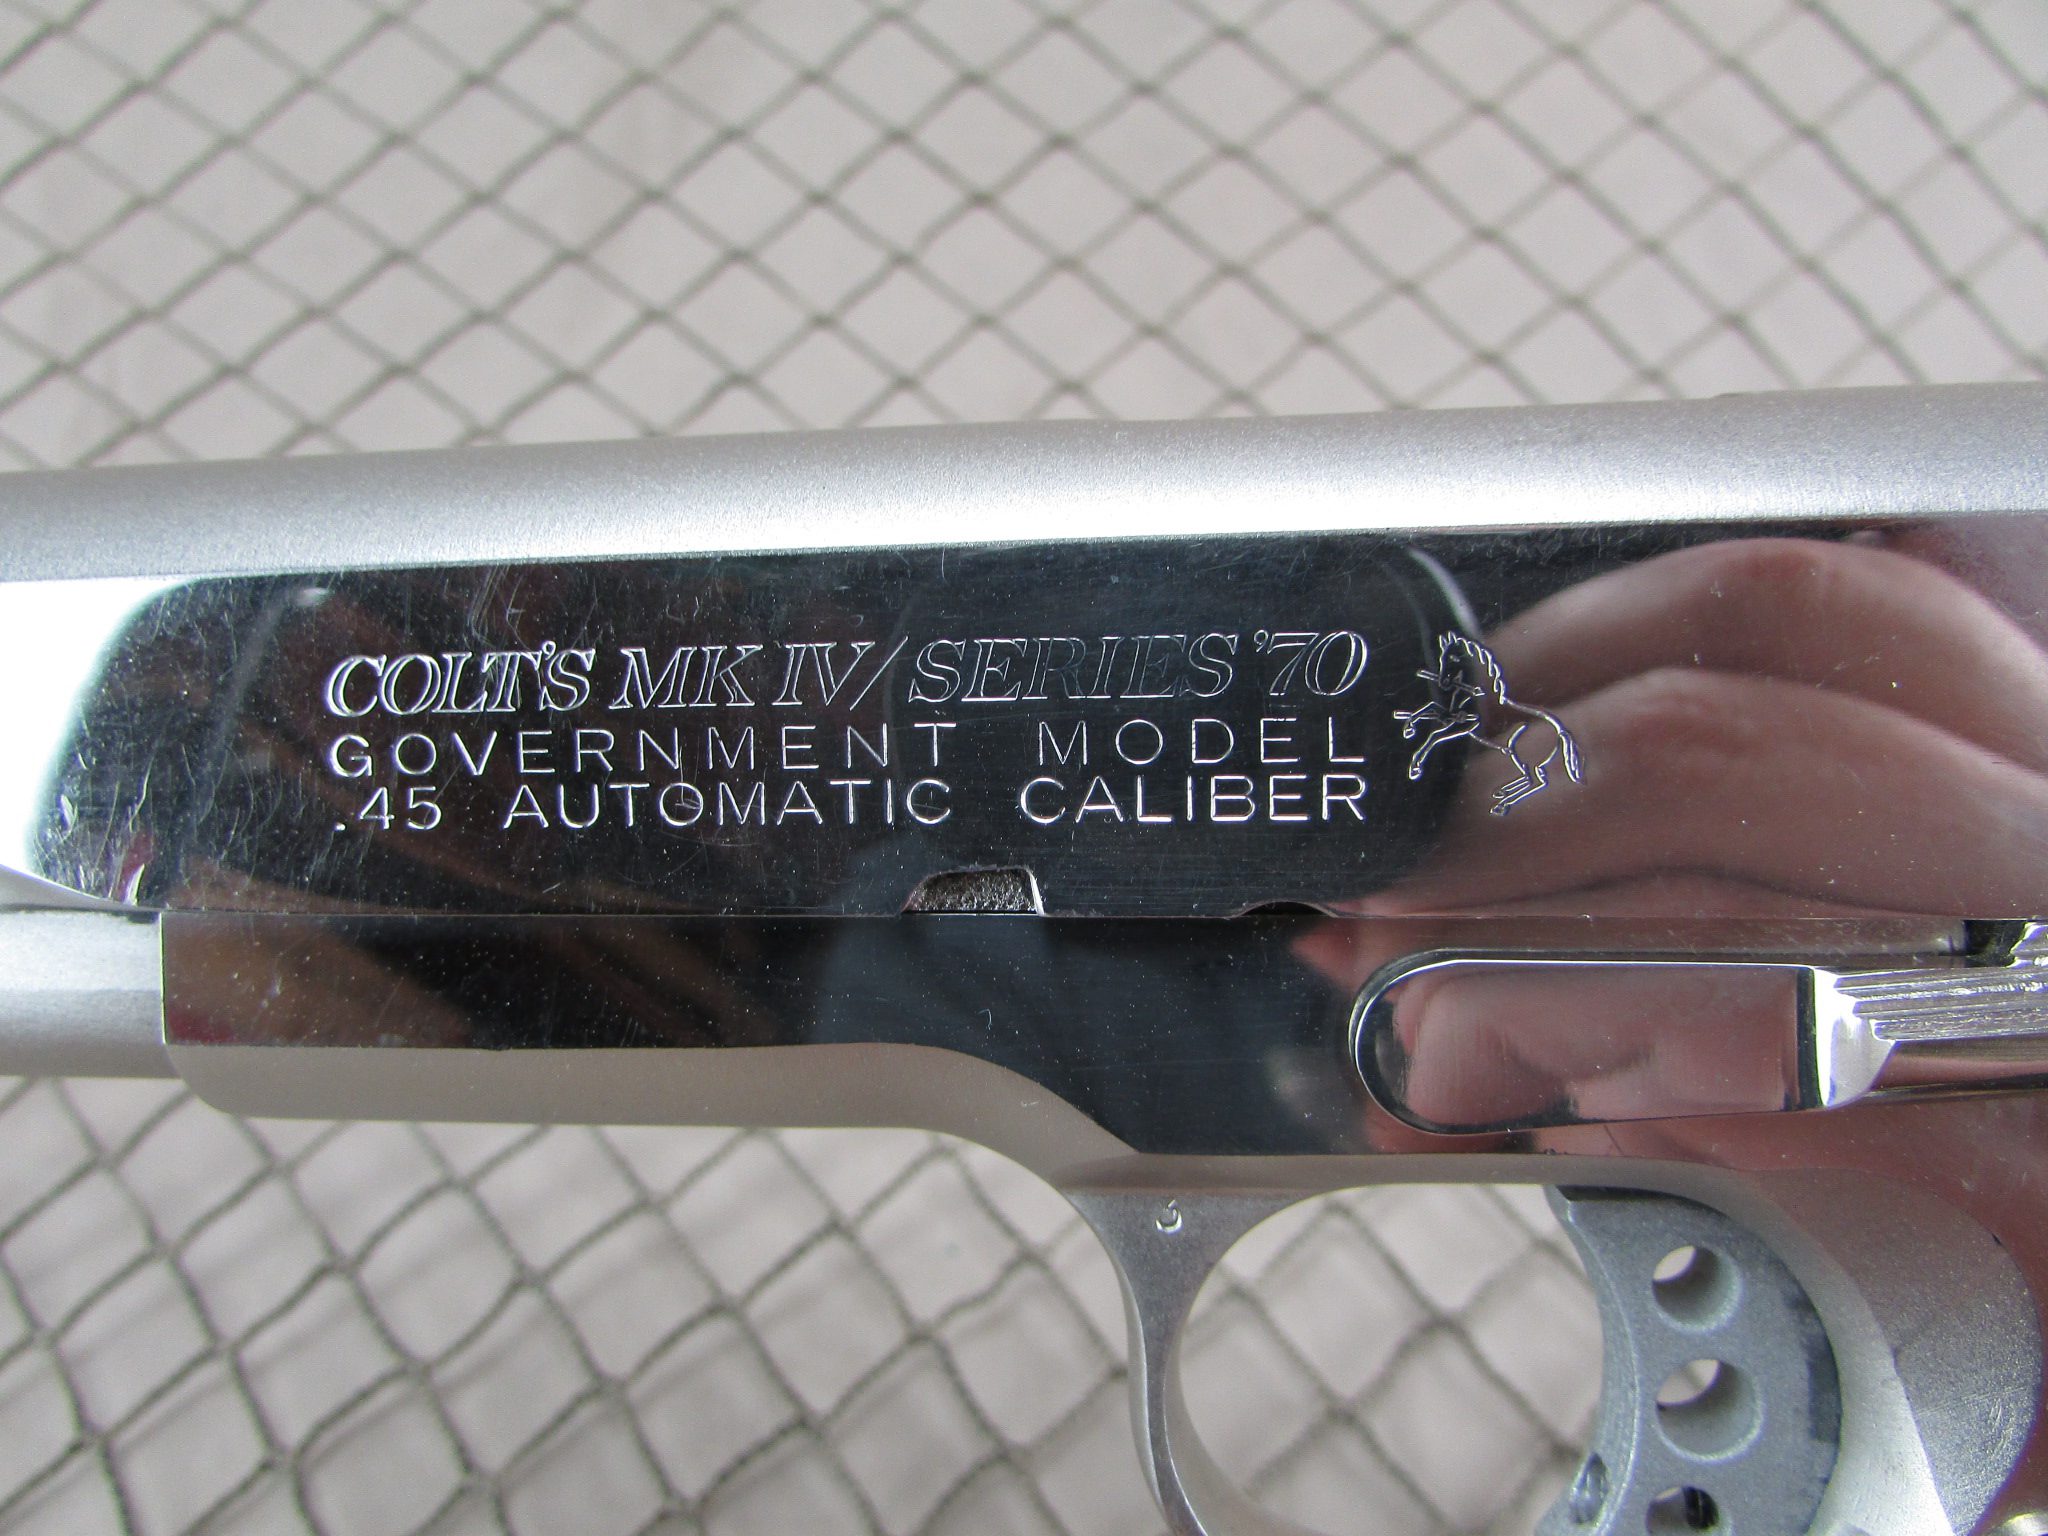 COLT'S MK IV/SERIES '70
GOVERNMENT MODEL
.45 AUTOMATIC CALIBER